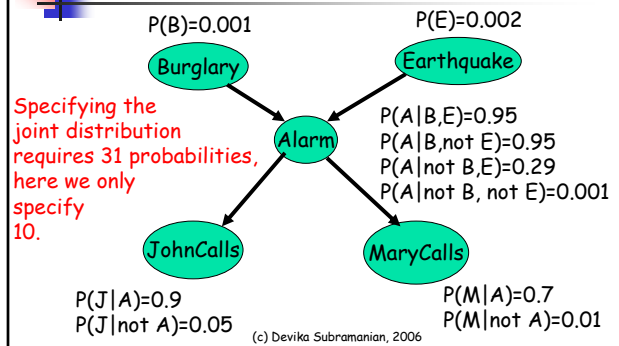 P(B)=0.001
P(E)=0.002
Burglary
Earthquake
Specifying the
joint distribution
requires 31 probabilities,
here we only
specify
10.
Alarm
P(A|B,E)=0.95
P(A|B,not E)=0.95
P(A|not B,E)=0.29
P(A|not B, not E)=0.001
JohnCalls
MaryCalls
P(J|A)=0.9
P(J|not A)=0.05
P(M|A)=0.7
P(M|not A)=0.01
(c) Devika Subramanian, 2006